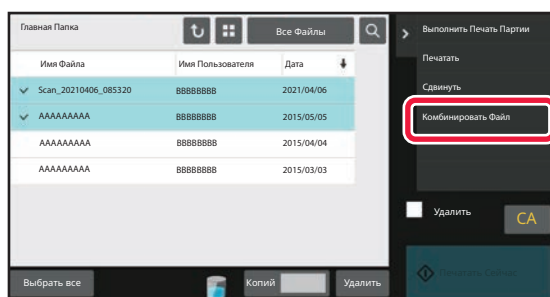 Главная Папка
Все Файлы
Имя Файла Имя Пользователя Дата
Scan_20210406_085320 BBBBBBBB 2021/04/06
AAAAAAAAA BBBBBBBB 2015/05/05
AAAAAAAAA BBBBBBBB 2015/04/04
AAAAAAAAA BBBBBBBB 2015/03/03
Выбрать все Копий Удалить
Выполнить Печать Партии
Печатать
Сдвинуть
Комбинировать Файл
Удалить
CA
Печатать Сейчас